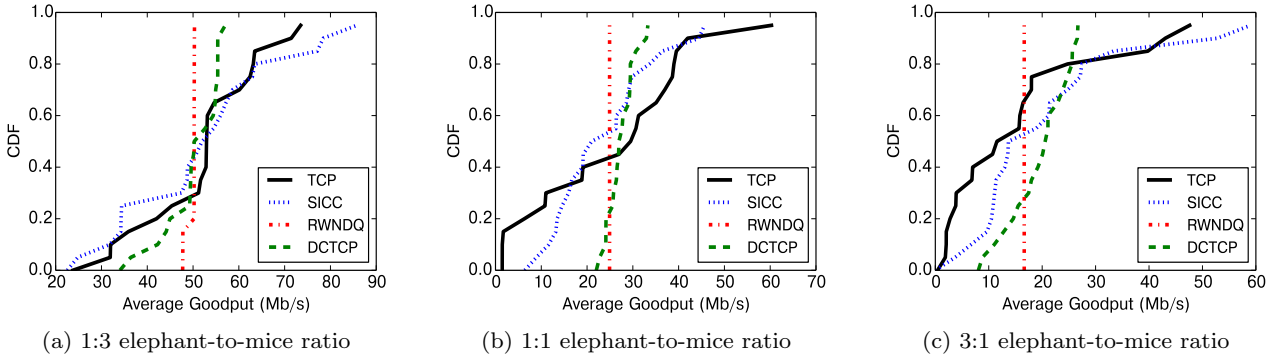 1.0
0.8
0.6
0.4
0.2
0.0
CDF
20 30 40 50 60 70 80 90
Average Goodput (Mb/s)
TCP
SICC
RWNDQ
DCTCP
(a) 1:3 elephant-to-mice ratio
1.0
0.8
0.6
0.4
0.2
0.0
CDF
0 10 20 30 40 50 60 70
Average Goodput (Mb/s)
TCP
SICC
RWNDQ
DCTCP
(b) 1:1 elephant-to-mice ratio
1.0
0.8
0.6
0.4
0.2
0.0
CDF
0 10 20 30 40 50 60
Average Goodput (Mb/s)
TCP
SICC
RWNDQ
DCTCP
(c) 3:1 elephant-to-mice ratio